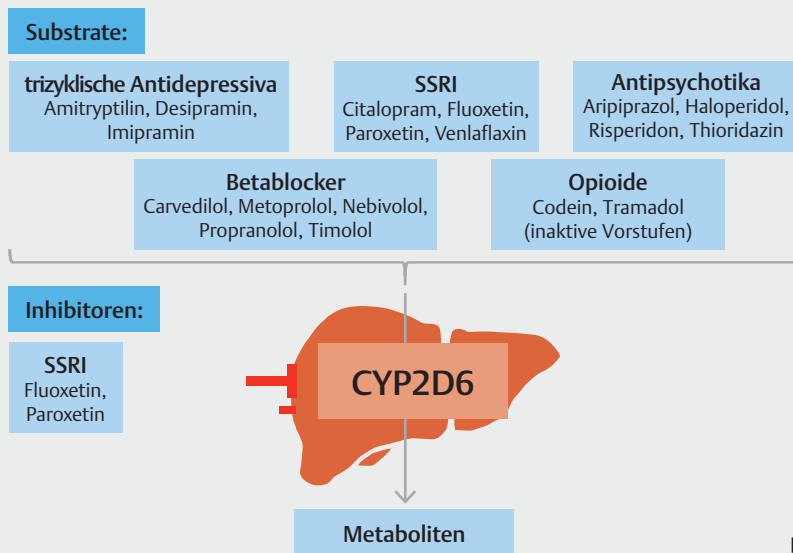 Substrate:
trizyklische Antidepressiva
Amitryptilin, Desipramin,
Imipramin
SSRI
Citalopram, Fluoxetin,
Paroxetin, Venlaflaxin
Antipsychotika
Aripiprazol, Haloperidol,
Risperidon, Thioridazin
Betablocker
Carvedilol, Metoprolol, Nebivolol,
Propranolol, Timolol
Opioide
Codein, Tramadol
(inaktive Vorstufen)
Inhibitoren:
SSRI
Fluoxetin,
Paroxetin
CYP2D6
Metaboliten